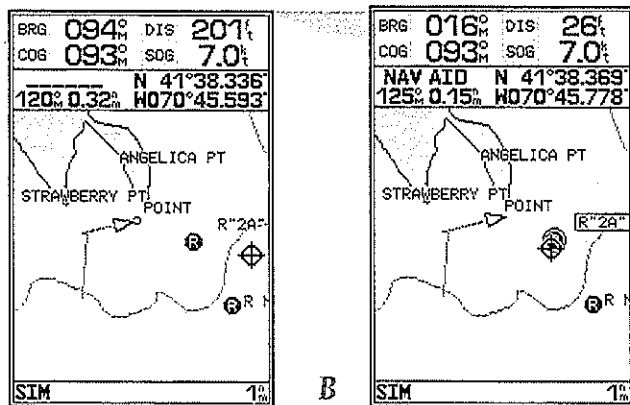 BRG 094°M DIS 201ft
COG 093°M SOG 7.0kt
N 41°38.336'
120°M 0.32nm W070°45.593'
ANGELICA PT
STRAWBERRY PT
POINT
R"2A"
R
R N
SIM 1nm
B
BRG 016°M DIS 26ft
COG 093°M SOG 7.0kt
NAV AID N 41°38.369'
125°M 0.15nm W070°45.778'
ANGELICA PT
STRAWBERRY PT
POINT
R"2A"
R
R N
SIM 1nm